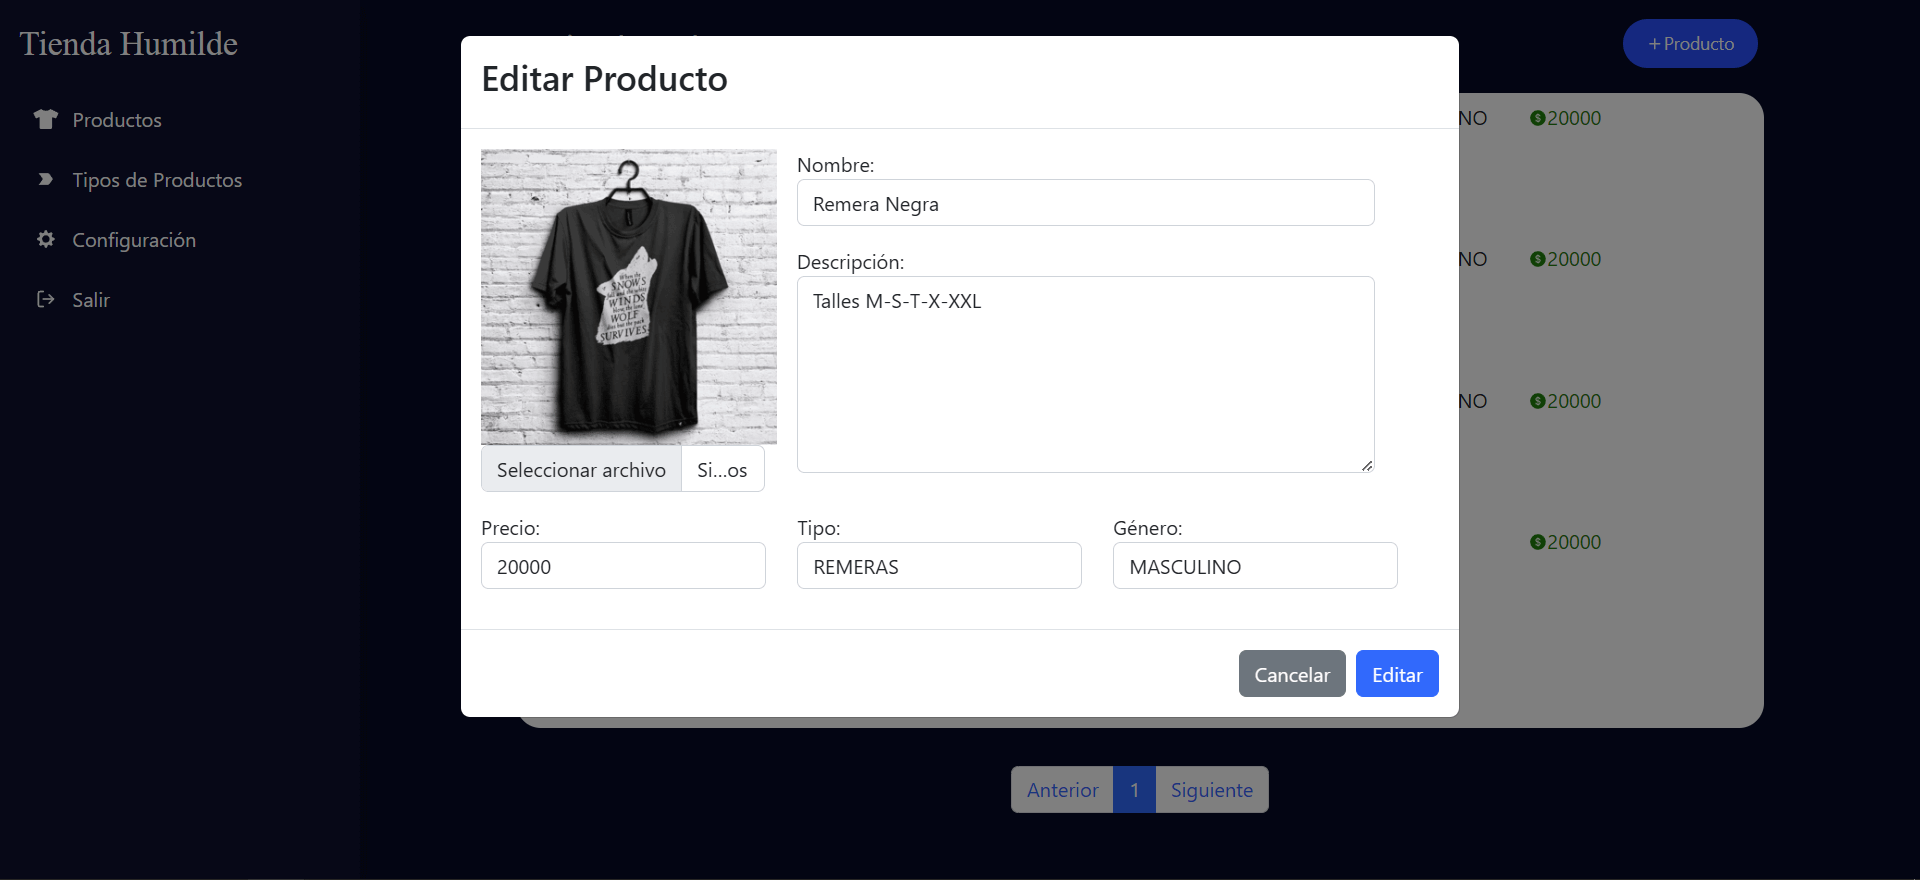 Tienda Humilde
Productos
Tipos de Productos
Configuración
Salir
+ Producto
Editar Producto
Nombre:
Remera Negra
Descripción:
Talles M-S-T-X-XXL
When the
SNOWS
fall and the white
WINDS
blow, the lone
WOLF
dies but the pack
SURVIVES
Seleccionar archivo
Si...os
Precio:
20000
Tipo:
REMERAS
Género:
MASCULINO
Cancelar
Editar
NO
$20000
NO
$20000
NO
$20000
$20000
Anterior
1
Siguiente